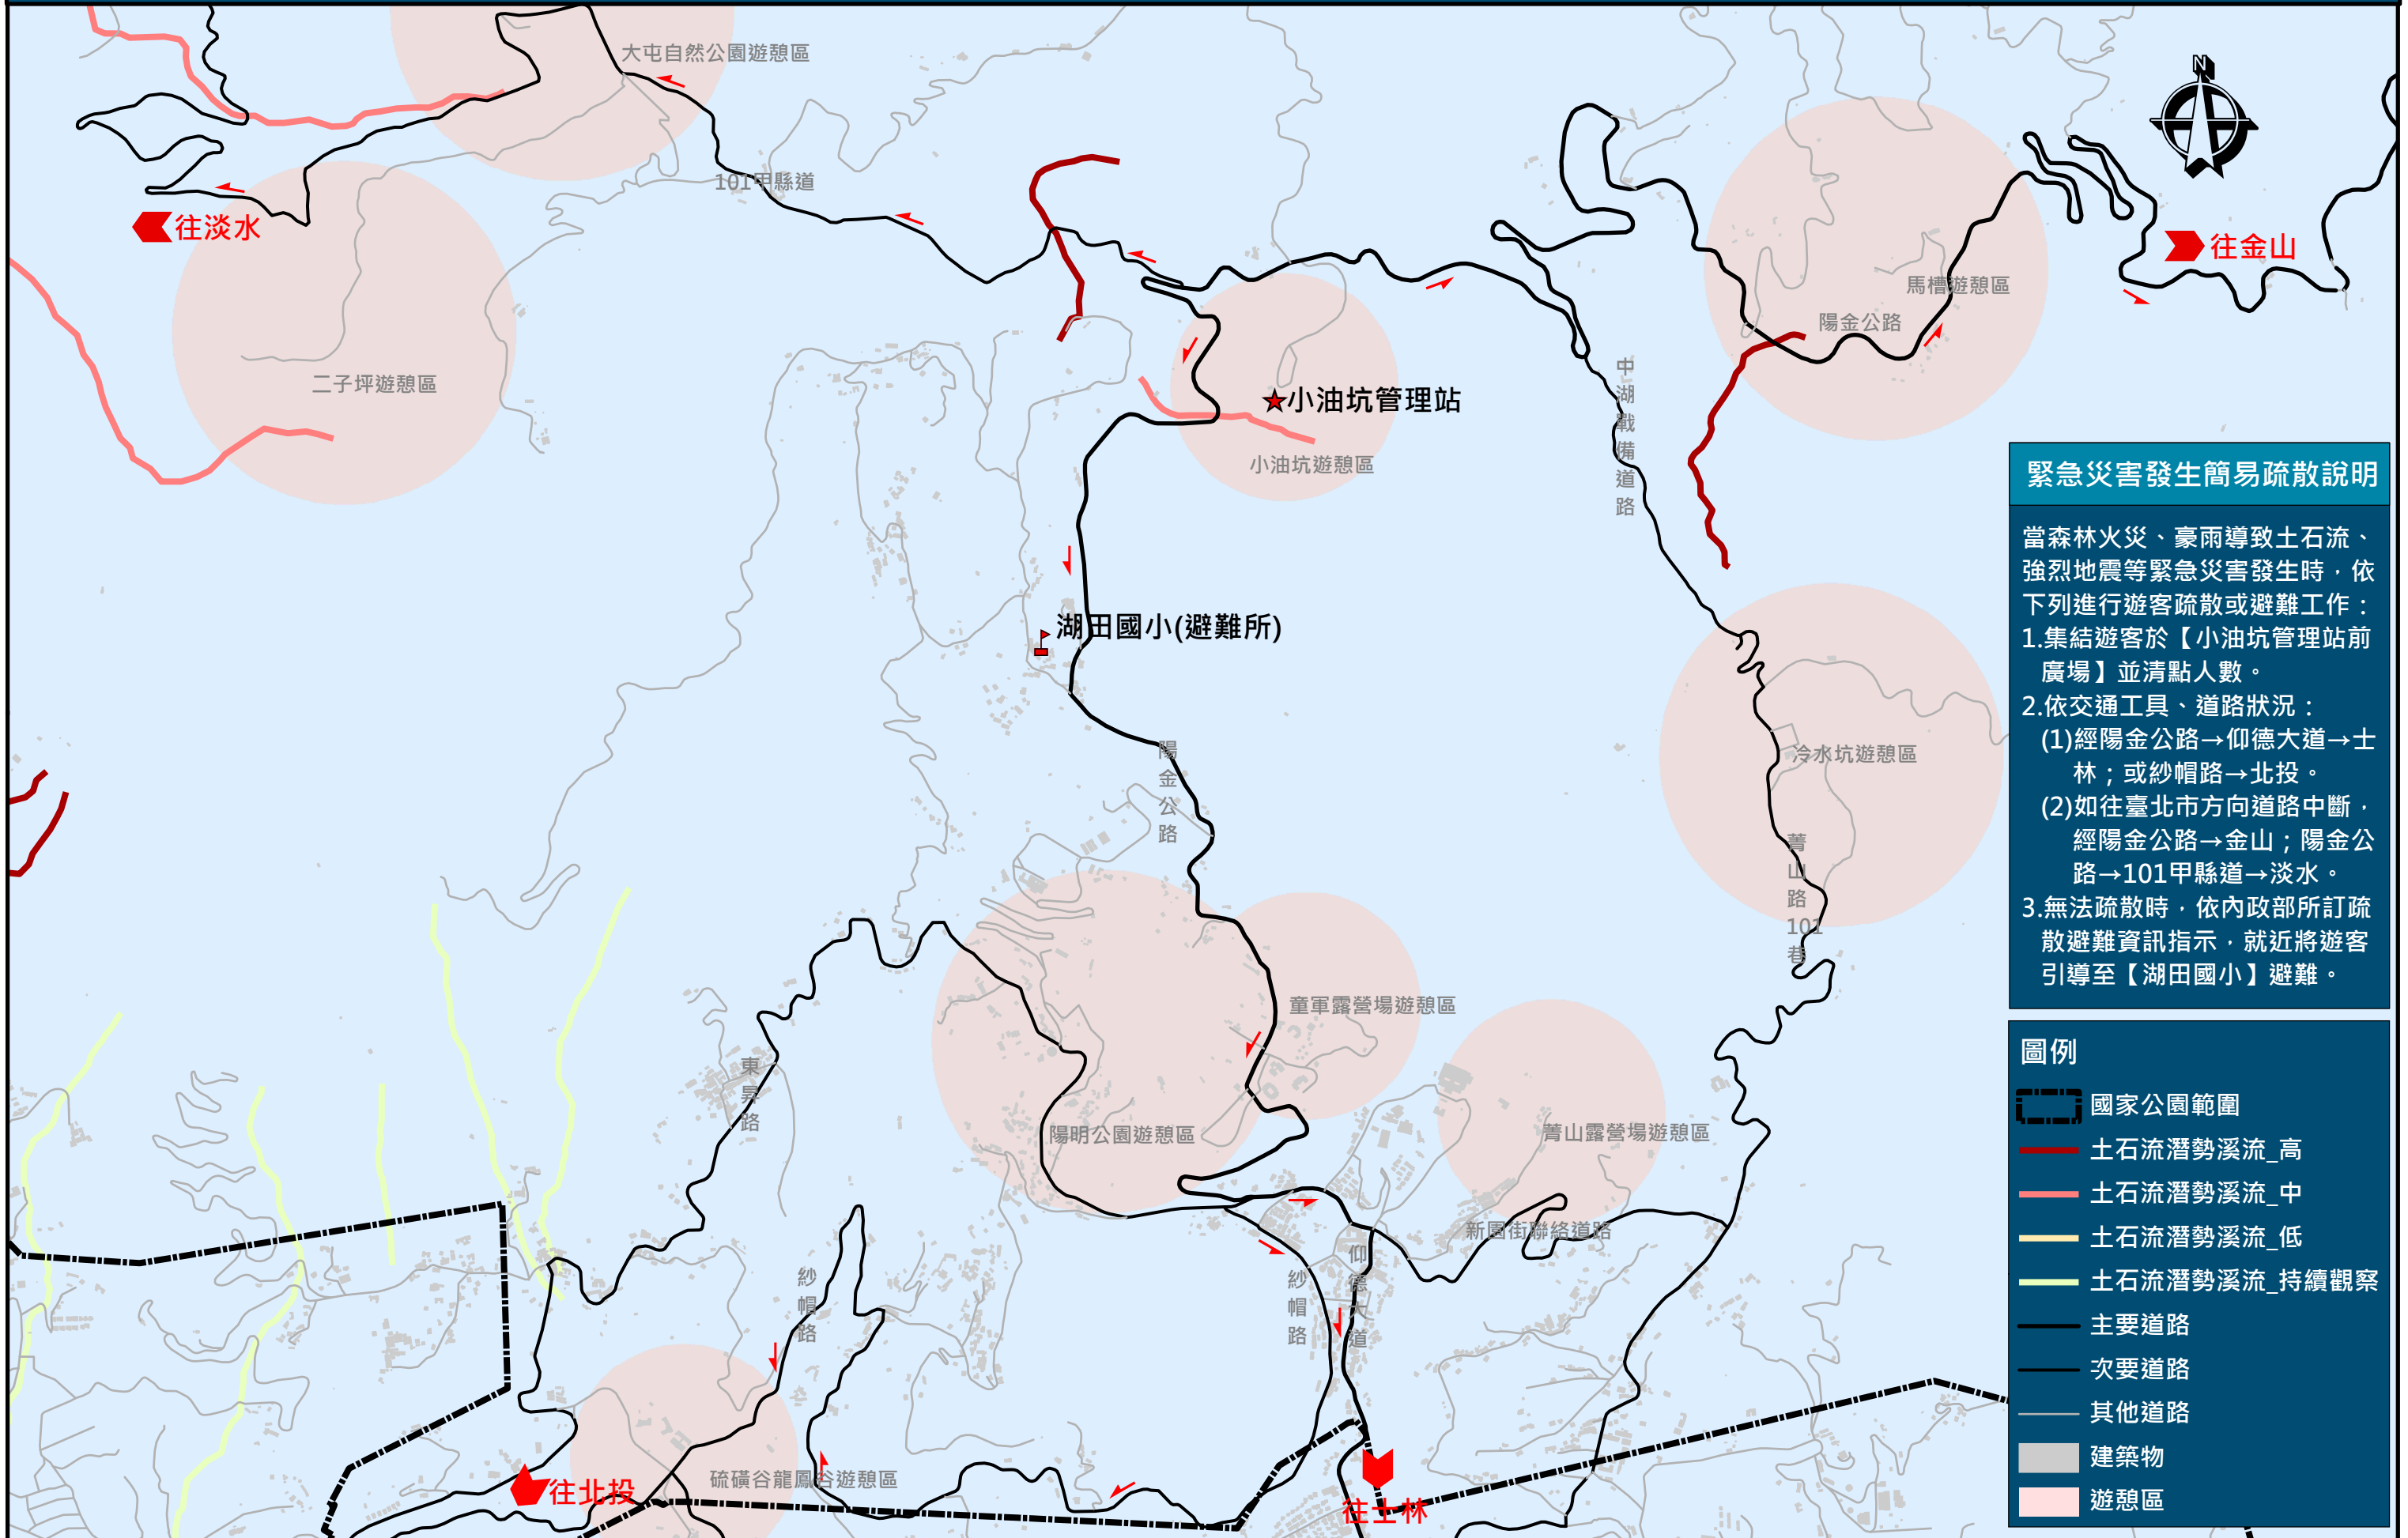 大屯自然公園遊憩區
N
101甲縣道
往淡水
往金山
馬槽遊憩區
陽金公路
二子坪遊憩區
中湖戰備道路
小油坑管理站
小油坑遊憩區
湖田國小(避難所)
陽金公路
冷水坑遊憩區
菁山路101巷
童軍露營場遊憩區
東昇路
陽明公園遊憩區
菁山露營場遊憩區
新園街聯絡道路
紗帽路
紗帽路
仰德大道
硫磺谷龍鳳谷遊憩區
往北投
往士林
緊急災害發生簡易疏散說明
當森林火災、豪雨導致土石流、
強烈地震等緊急災害發生時，依
下列進行遊客疏散或避難工作：
1.集結遊客於【小油坑管理站前
廣場】並清點人數。
2.依交通工具、道路狀況：
(1)經陽金公路→仰德大道→士
林；或紗帽路→北投。
(2)如往臺北市方向道路中斷，
經陽金公路→金山；陽金公
路→101甲縣道→淡水。
3.無法疏散時，依內政部所訂疏
散避難資訊指示，就近將遊客
引導至【湖田國小】避難。
圖例
國家公園範圍
土石流潛勢溪流_高
土石流潛勢溪流_中
土石流潛勢溪流_低
土石流潛勢溪流_持續觀察
主要道路
次要道路
其他道路
建築物
遊憩區